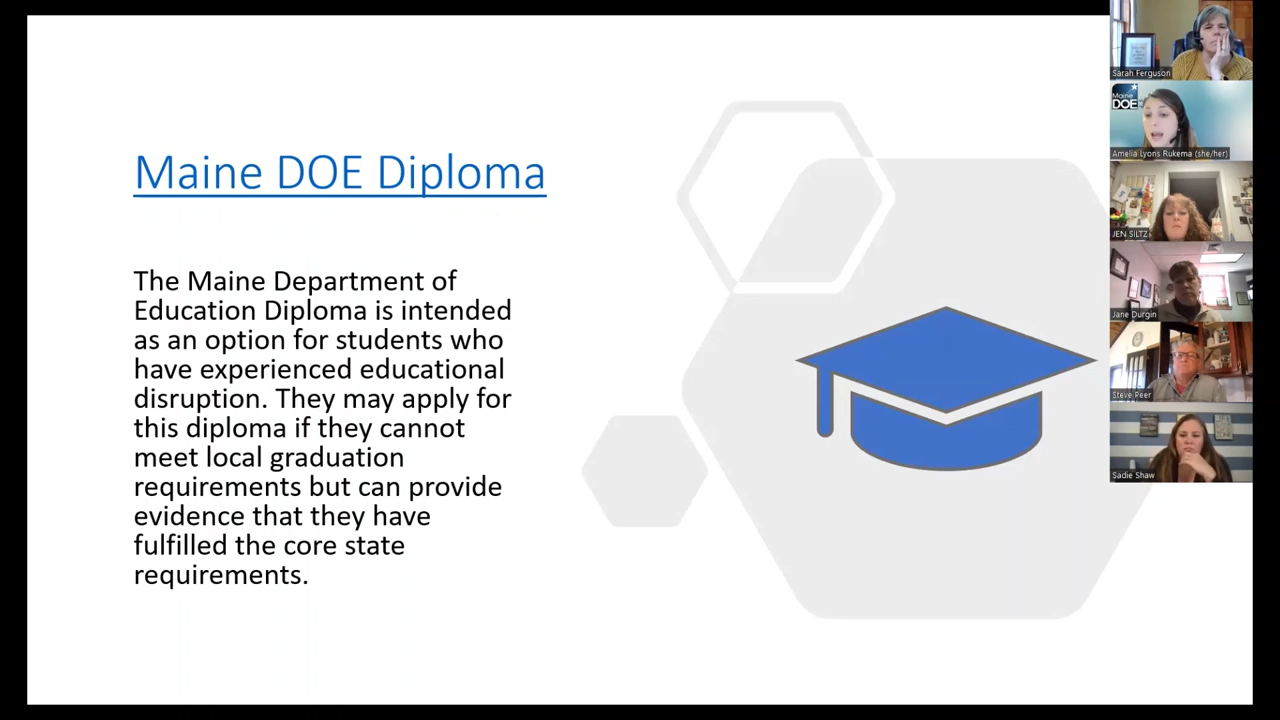 Maine DOE Diploma
The Maine Department of
Education Diploma is intended
as an option for students who
have experienced educational
disruption. They may apply for
this diploma if they cannot
meet local graduation
requirements but can provide
evidence that they have
fulfilled the core state
requirements.
Sarah Ferguson
Maine
DOE
Amelia Lyons Rukema (she/her)
JEN SILTZ
Jane Durgin
Steve Peer
Sadie Shaw